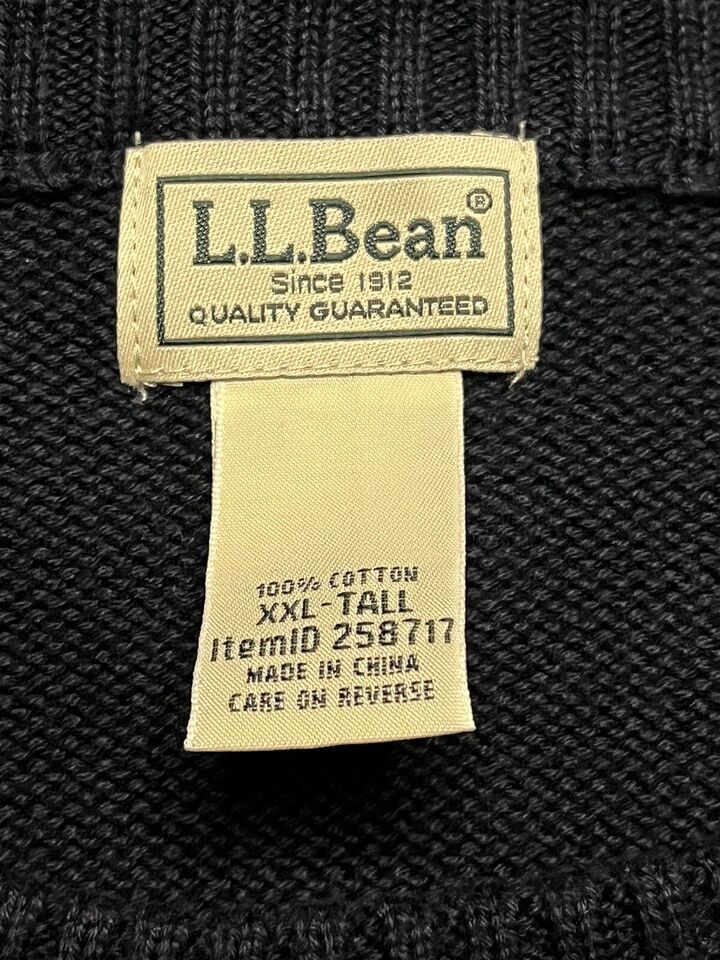 L.L.Bean®
Since 1912
QUALITY GUARANTEED
100% COTTON
XXL-TALL
ItemID 258717
MADE IN CHINA
CARE ON REVERSE